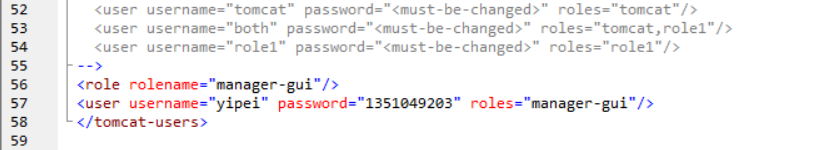 52 <user username="tomcat" password="<must-be-changed>" roles="tomcat"/>
53 <user username="both" password="<must-be-changed>" roles="tomcat,role1"/>
54 <user username="role1" password="<must-be-changed>" roles="role1"/>
55 -->
56 <role rolename="manager-gui"/>
57 <user username="yipei" password="1351049203" roles="manager-gui"/>
58 </tomcat-users>
59